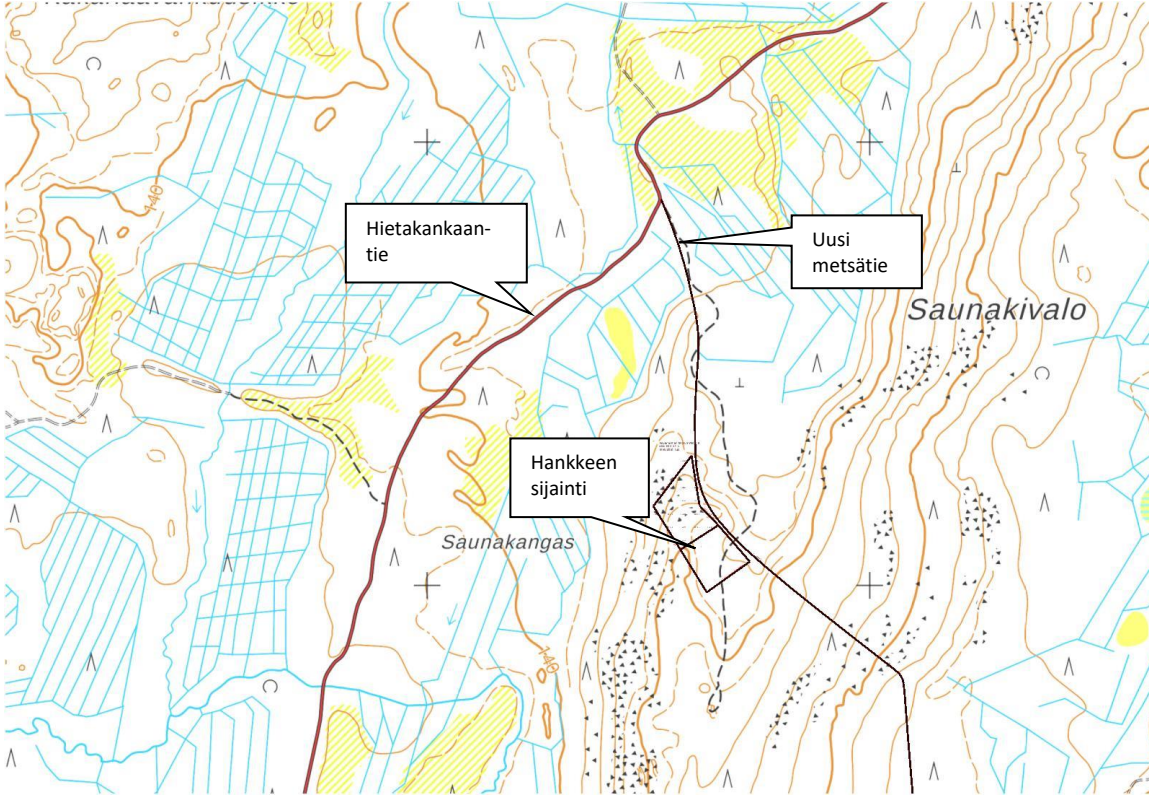 140
Hietakankaan-
tie
Uusi
metsätie
Saunakivalo
Hankkeen
sijainti
Saunakangas
140